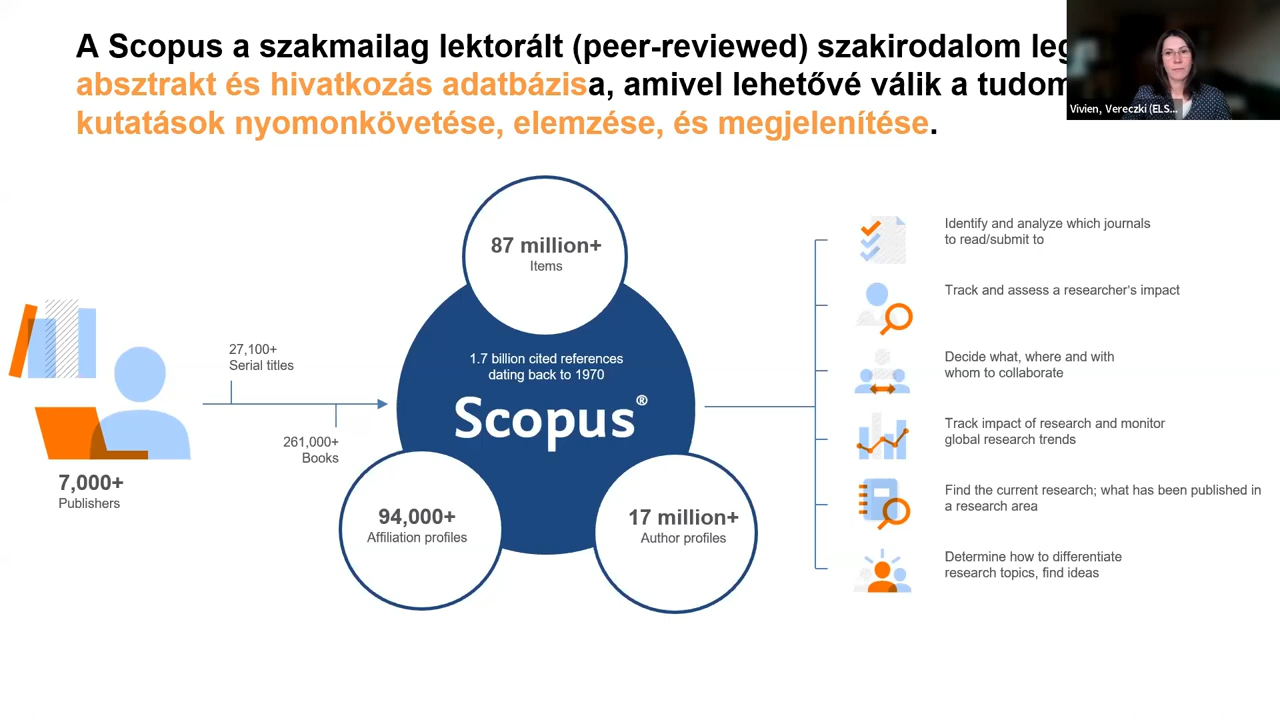 A Scopus a szakmailag lektorált (peer-reviewed) szakirodalom
absztrakt és hivatkozás adatbázisa, amivel lehetővé válik a
kutatások nyomonkövetése, elemzése, és megjelenítése.
Vivien, Vereczki (ELS...
87 million+
Items
1.7 billion cited references
dating back to 1970
Scopus®
27,100+
Serial titles
261,000+
Books
7,000+
Publishers
94,000+
Affiliation profiles
17 million+
Author profiles
Identify and analyze which journals
to read/submit to
Track and assess a researcher's impact
Decide what, where and with
whom to collaborate
Track impact of research and monitor
global research trends
Find the current research; what has been published in
a research area
Determine how to differentiate
research topics, find ideas